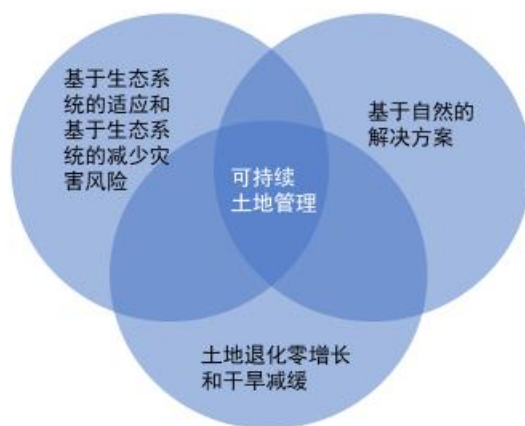 基于生态系
统的适应和
基于生态系
统的减少灾
害风险
基于自然的
解决方案
可持续
土地管理
土地退化零增长
和干旱减缓